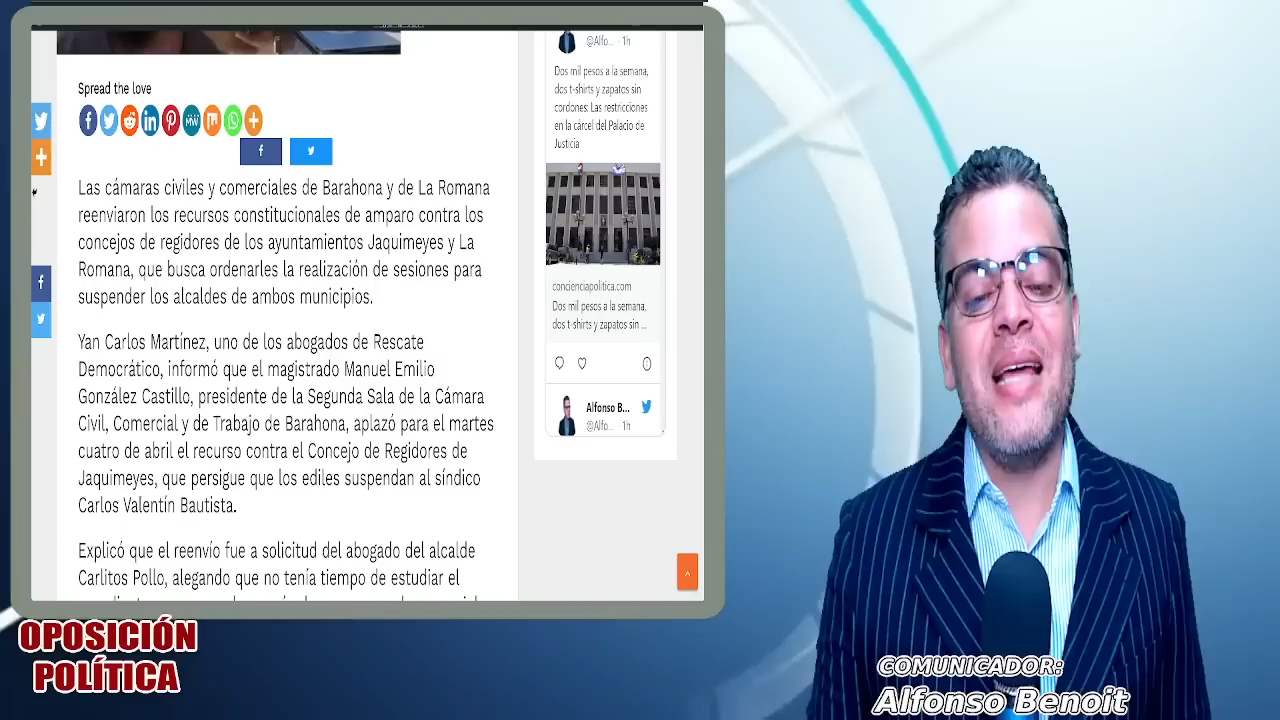 Spread the love
Las cámaras civiles y comerciales de Barahona y de La Romana
reenviaron los recursos constitucionales de amparo contra los
concejos de regidores de los ayuntamientos Jaquimeyes y La
Romana, que busca ordenarles la realización de sesiones para
suspender los alcaldes de ambos municipios.
Yan Carlos Martínez, uno de los abogados de Rescate
Democrático, informó que el magistrado Manuel Emilio
González Castillo, presidente de la Segunda Sala de la Cámara
Civil, Comercial y de Trabajo de Barahona, aplazó para el martes
cuatro de abril el recurso contra el Concejo de Regidores de
Jaquimeyes, que persigue que los ediles suspendan al síndico
Carlos Valentín Bautista.
Explicó que el reenvío fue a solicitud del abogado del alcalde
Carlitos Pollo, alegando que no tenía tiempo de estudiar el
@Alfo... · 1h
Dos mil pesos a la semana,
dos t-shirts y zapatos sin
cordones: Las restricciones
en la cárcel del Palacio de
Justicia
concienciapolitica.com
Dos mil pesos a la semana,
dos t-shirts y zapatos sin ...
Alfonso B...
@Alfo... · 1h
OPOSICIÓN
POLÍTICA
COMUNICADOR:
Alfonso Benoit